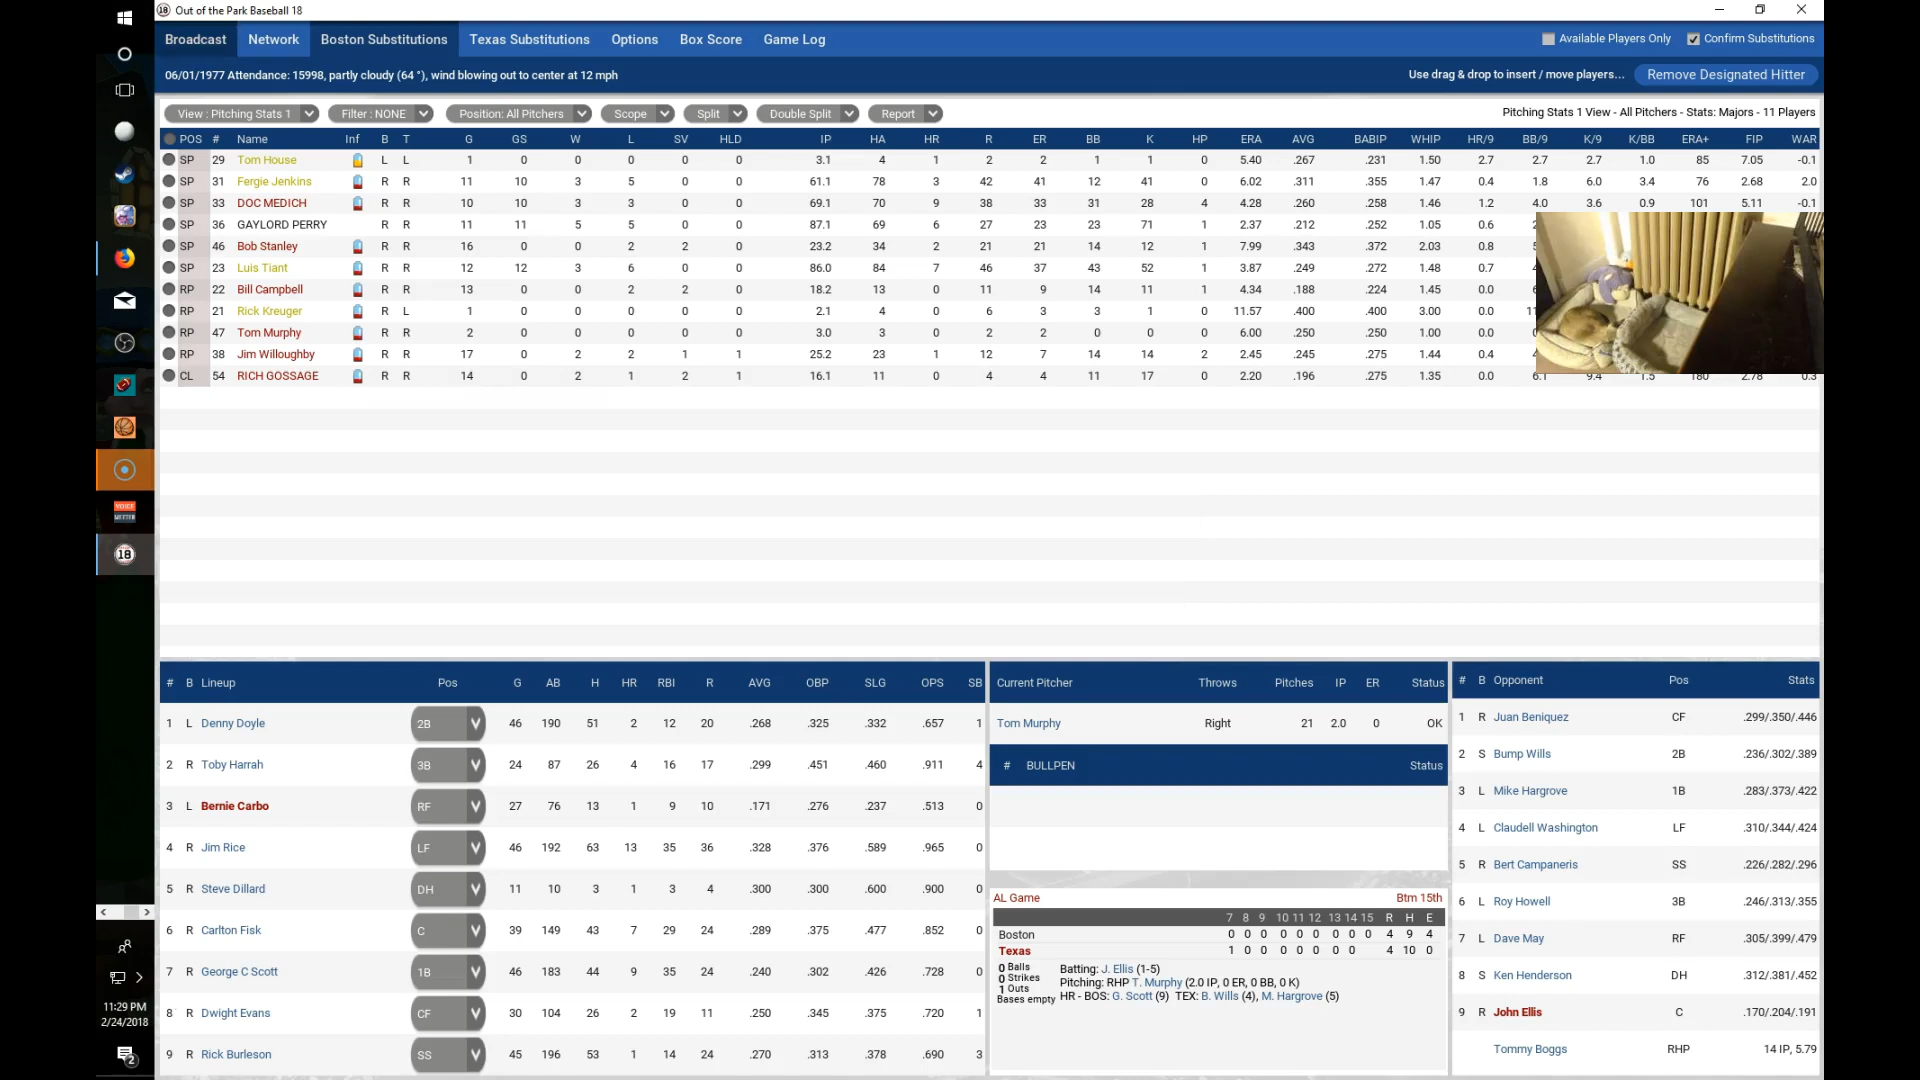 Out of the Park Baseball 18
Broadcast Network Boston Substitutions Texas Substitutions Options Box Score Game Log Available Players Only Confirm Substitutions
06/01/1977 Attendance: 15998, partly cloudy (64 °), wind blowing out to center at 12 mph Use drag & drop to insert / move players... Remove Designated Hitter
View : Pitching Stats 1 Filter : NONE Position: All Pitchers Scope Split Double Split Report Pitching Stats 1 View - All Pitchers - Stats: Majors - 11 Players
POS # Name Inf B T G GS W L SV HLD IP HA HR R ER BB K HP ERA AVG BABIP WHIP HR/9 BB/9 K/9 K/BB ERA+ FIP WAR
SP 29 Tom House L L 1 0 0 0 0 0 3.1 4 1 2 2 1 1 0 5.40 .267 .231 1.50 2.7 2.7 2.7 1.0 85 7.05 -0.1
SP 31 Fergie Jenkins R R 11 10 3 5 0 0 61.1 78 3 42 41 12 41 0 6.02 .311 .355 1.47 0.4 1.8 6.0 3.4 76 2.68 2.0
SP 33 DOC MEDICH R R 10 10 3 3 0 0 69.1 70 9 38 33 31 28 4 4.28 .260 .258 1.46 1.2 4.0 3.6 0.9 101 5.11 -0.1
SP 36 GAYLORD PERRY R R 11 11 5 5 0 0 87.1 69 6 27 23 23 71 1 2.37 .212 .252 1.05 0.6
SP 46 Bob Stanley R R 16 0 0 2 2 0 23.2 34 2 21 21 14 12 1 7.99 .343 .372 2.03 0.8
SP 23 Luis Tiant R R 12 12 3 6 0 0 86.0 84 7 46 37 43 52 1 3.87 .249 .272 1.48 0.7
RP 22 Bill Campbell R R 13 0 0 2 2 0 18.2 13 0 11 9 14 11 1 4.34 .188 .224 1.45 0.0
RP 21 Rick Kreuger R L 1 0 0 0 0 0 2.1 4 0 6 3 3 1 0 11.57 .400 .400 3.00 0.0
RP 47 Tom Murphy R R 2 0 0 0 0 0 3.0 3 0 2 2 0 0 0 6.00 .250 .250 1.00 0.0
RP 38 Jim Willoughby R R 17 0 2 2 1 1 25.2 23 1 12 7 14 14 2 2.45 .245 .275 1.44 0.4
CL 54 RICH GOSSAGE R R 14 0 2 1 2 1 16.1 11 0 4 4 11 17 0 2.20 .196 .275 1.35 0.0 6.1 9.4 1.5 180 2.78 0.3
# B Lineup Pos G AB H HR RBI R AVG OBP SLG OPS SB
1 L Denny Doyle 2B 46 190 51 2 12 20 .268 .325 .332 .657 1
2 R Toby Harrah 3B 24 87 26 4 16 17 .299 .451 .460 .911 4
3 L Bernie Carbo RF 27 76 13 1 9 10 .171 .276 .237 .513 0
4 R Jim Rice LF 46 192 63 13 35 36 .328 .376 .589 .965 0
5 R Steve Dillard DH 11 10 3 1 3 4 .300 .300 .600 .900 0
6 R Carlton Fisk C 39 149 43 7 29 24 .289 .375 .477 .852 0
7 R George C Scott 1B 46 183 44 9 35 24 .240 .302 .426 .728 0
8 R Dwight Evans CF 30 104 26 2 19 11 .250 .345 .375 .720 1
9 R Rick Burleson SS 45 196 53 1 14 24 .270 .313 .378 .690 3
Current Pitcher Throws Pitches IP ER Status
Tom Murphy Right 21 2.0 0 OK
# BULLPEN Status
AL Game Btm 15th
7 8 9 10 11 12 13 14 15 R H E
Boston 0 0 0 0 0 0 0 0 0 4 9 4
Texas 1 0 0 0 0 0 0 0 4 10 0
0 Balls
0 Strikes
1 Outs
Bases empty
Batting: J. Ellis (1-5)
Pitching: RHP T. Murphy (2.0 IP, 0 ER, 0 BB, 0 K)
HR - BOS: G. Scott (9) TEX: B. Wills (4), M. Hargrove (5)
# B Opponent Pos Stats
1 R Juan Beniquez CF .299/.350/.446
2 S Bump Wills 2B .236/.302/.389
3 L Mike Hargrove 1B .283/.373/.422
4 L Claudell Washington LF .310/.344/.424
5 R Bert Campaneris SS .226/.282/.296
6 L Roy Howell 3B .246/.313/.355
7 L Dave May RF .305/.399/.479
8 S Ken Henderson DH .312/.381/.452
9 R John Ellis C .170/.204/.191
Tommy Boggs RHP 14 IP, 5.79
18
11:29 PM
2/24/2018
2